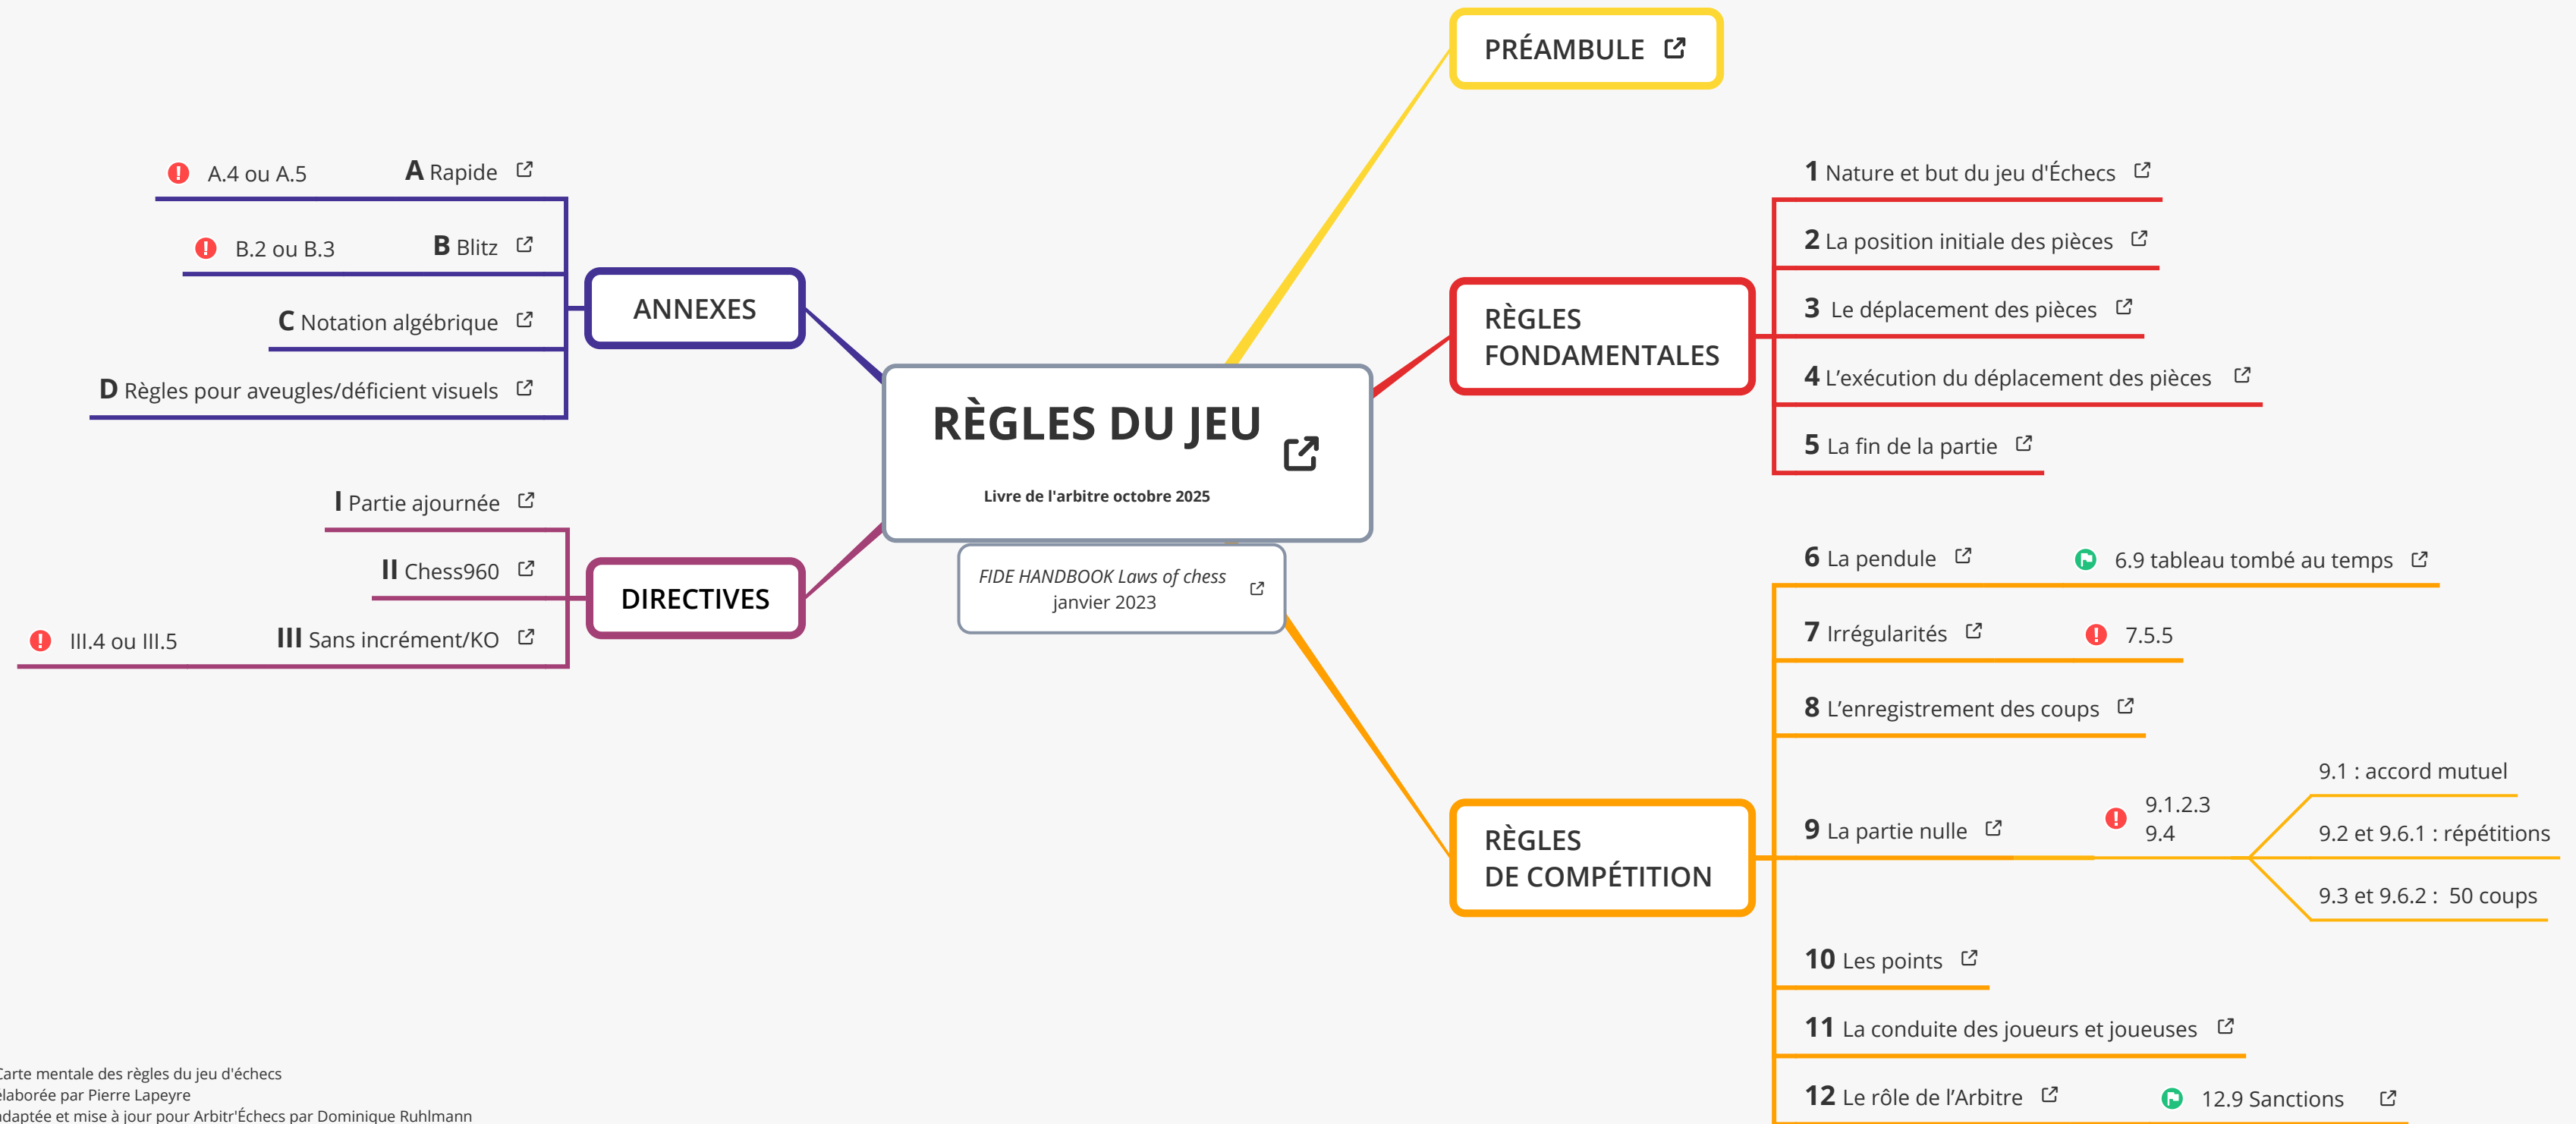 PRÉAMBULE
A.4 ou A.5
A Rapide
B.2 ou B.3
B Blitz
C Notation algébrique
D Règles pour aveugles/déficient visuels
ANNEXES
I Partie ajournée
II Chess960
III.4 ou III.5
III Sans incrément/KO
DIRECTIVES
RÈGLES DU JEU
Livre de l'arbitre octobre 2025
FIDE HANDBOOK Laws of chess
janvier 2023
RÈGLES
FONDAMENTALES
1 Nature et but du jeu d'Échecs
2 La position initiale des pièces
3 Le déplacement des pièces
4 L’exécution du déplacement des pièces
5 La fin de la partie
RÈGLES
DE COMPÉTITION
6 La pendule
6.9 tableau tombé au temps
7 Irrégularités
7.5.5
8 L’enregistrement des coups
9 La partie nulle
9.1.2.3
9.4
9.1 : accord mutuel
9.2 et 9.6.1 : répétitions
9.3 et 9.6.2 : 50 coups
10 Les points
11 La conduite des joueurs et joueuses
12 Le rôle de l’Arbitre
12.9 Sanctions
Carte mentale des règles du jeu d'échecs
élaborée par Pierre Lapeyre
adaptée et mise à jour pour Arbitr'Échecs par Dominique Ruhlmann